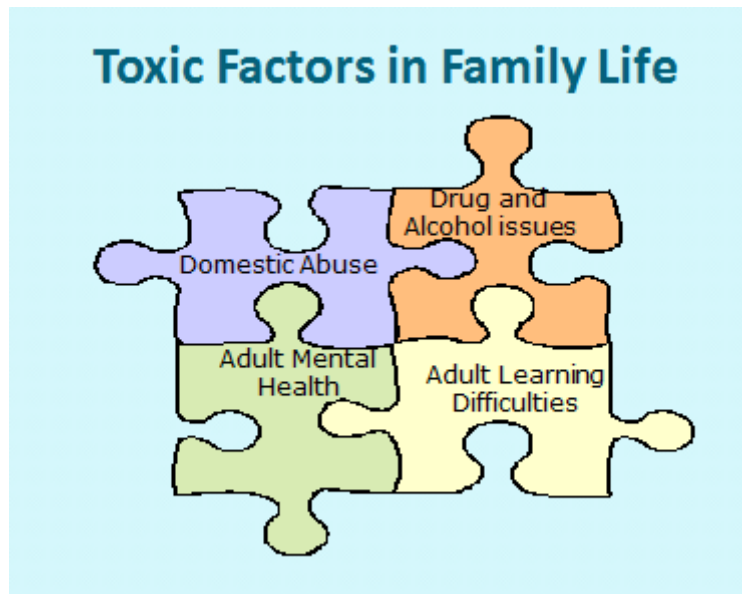 Toxic Factors in Family Life
Drug and
Alcohol issues
Domestic Abuse
Adult Mental
Health
Adult Learning
Difficulties